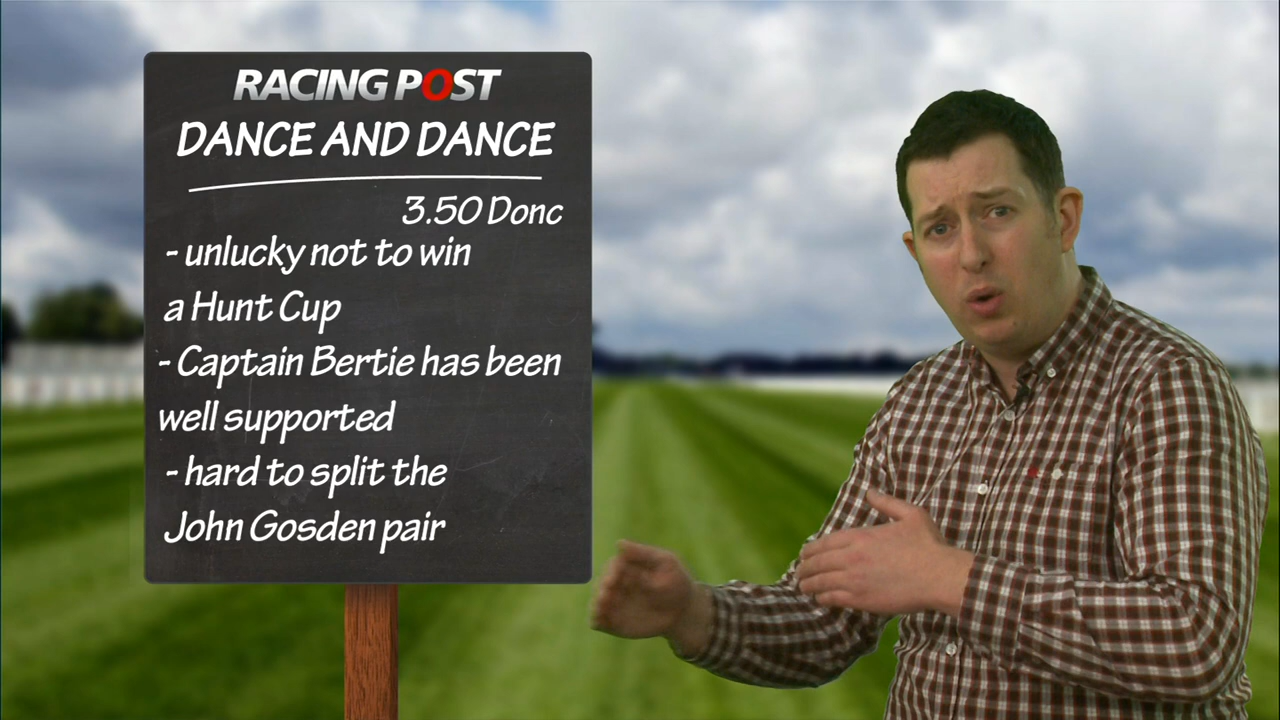 RACING POST
DANCE AND DANCE
3.50 Donc
- unlucky not to win
a Hunt Cup
- Captain Bertie has been
well supported
- hard to split the
John Gosden pair